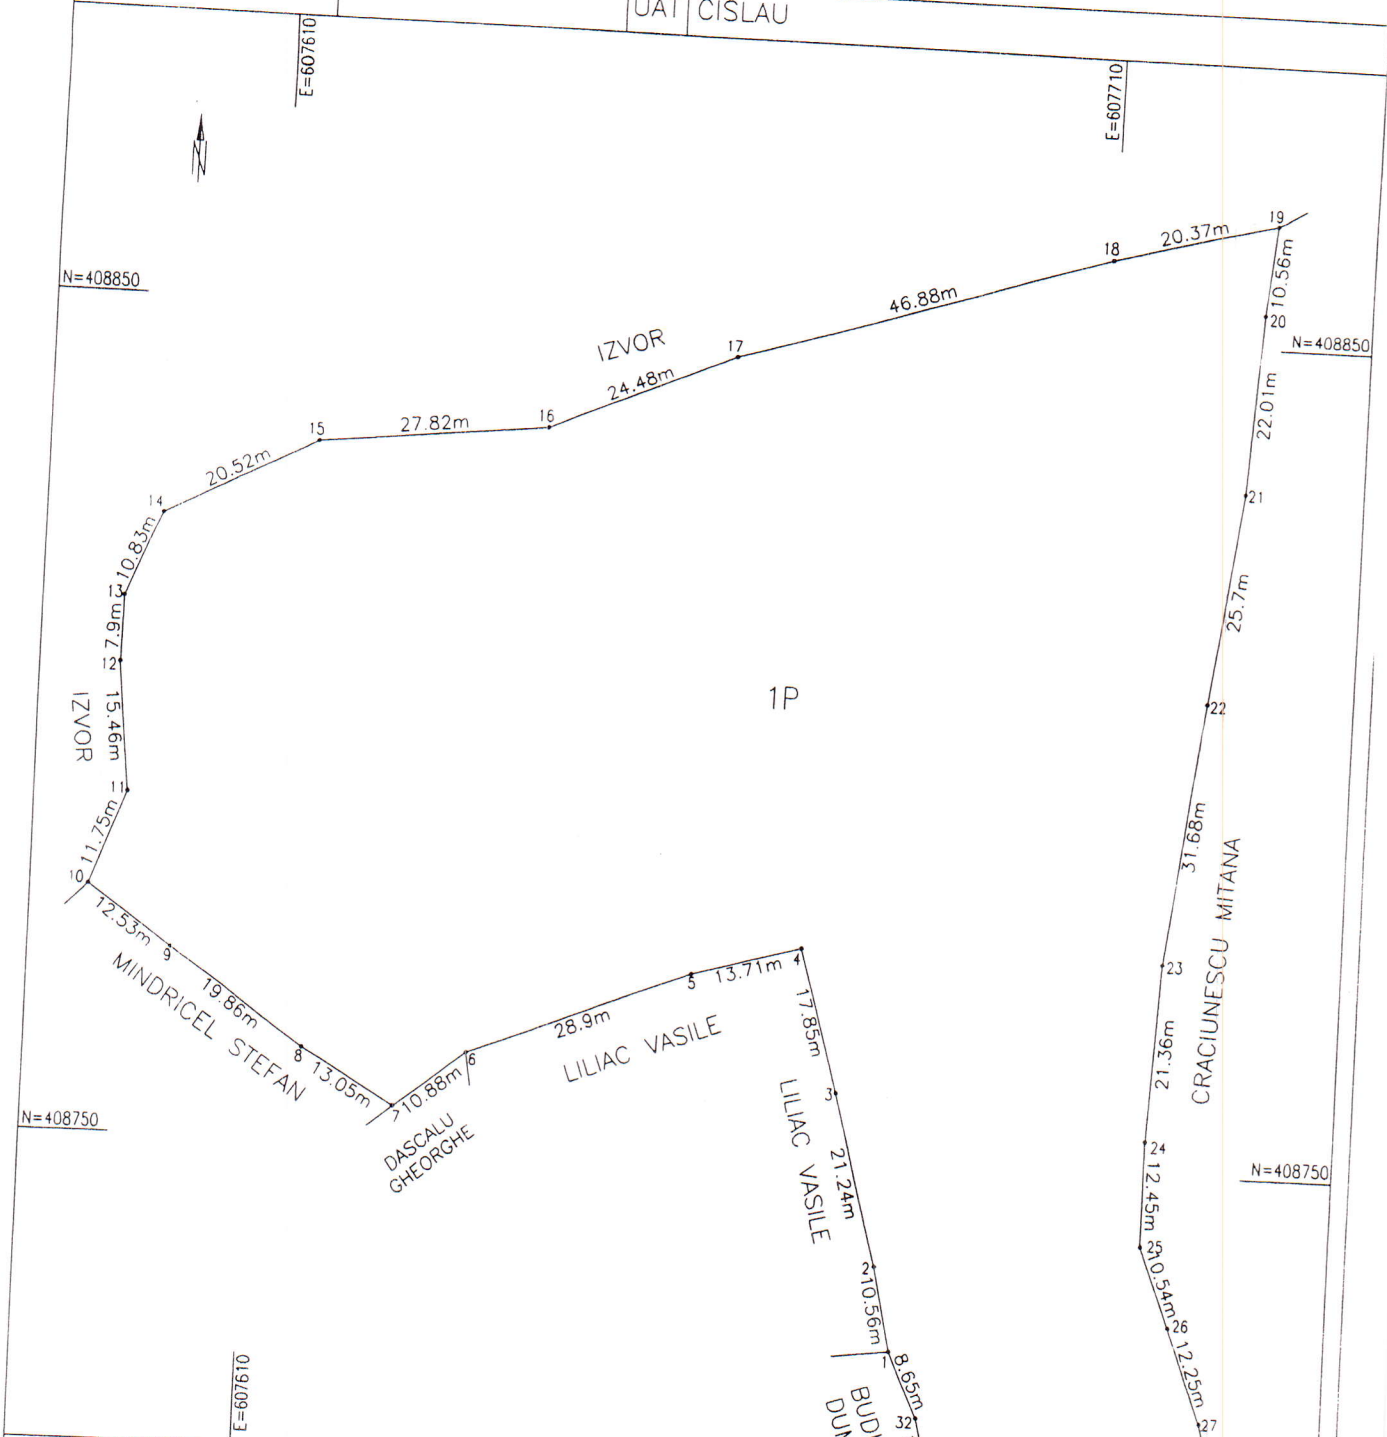 UAT CISLAU
E=607610
E=607710
N
19
20.37m
18
10.56m
N=408850
46.88m
20
N=408850
IZVOR
17
24.48m
22.01m
16
27.82m
15
20.52m
21
14
10.83m
13
25.7m
7.9m
12
1P
22
IZVOR
15.46m
11
31.68m
11.75m
10
CRACIUNESCU MITANA
12.53m
9
4
13.71m
5
23
MINDRICEL STEFAN
19.86m
17.85m
28.9m
8
LILIAC VASILE
6
13.05m
10.88m
21.36m
7
3
LILIAC VASILE
N=408750
DASCALU
GHEORGHE
24
N=408750
21.24m
12.45m
25
2
10.54m
10.56m
26
1
8.65m
12.25m
E=607610
32
27